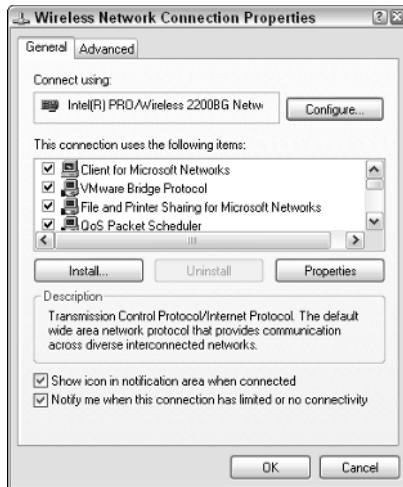 Wireless Network Connection Properties
General Advanced
Connect using:
Intel(R) PRO/Wireless 2200BG Netw
Configure...
This connection uses the following items:
Client for Microsoft Networks
VMware Bridge Protocol
File and Printer Sharing for Microsoft Networks
QoS Packet Scheduler
Install... Uninstall Properties
Description
Transmission Control Protocol/Internet Protocol. The default
wide area network protocol that provides communication
across diverse interconnected networks.
Show icon in notification area when connected
Notify me when this connection has limited or no connectivity
OK Cancel